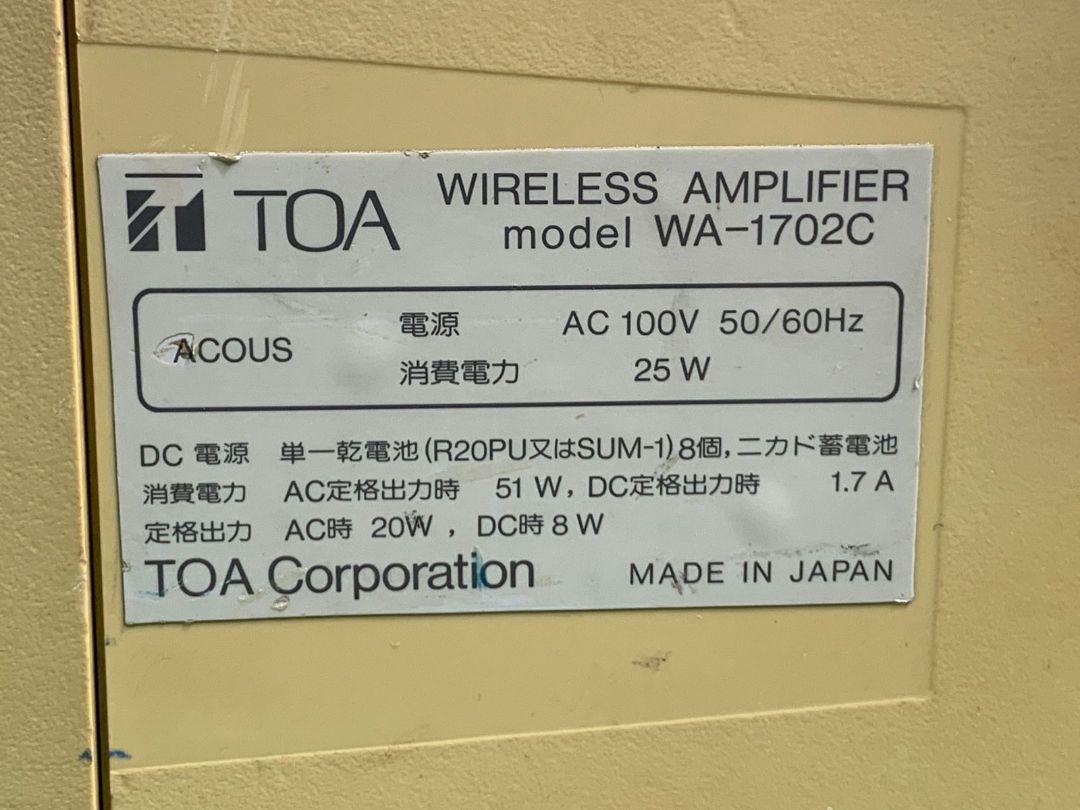 TOA WIRELESS AMPLIFIER
model WA-1702C
ACOUS
電源 AC 100V 50/60Hz
消費電力 25 W
DC 電源 単一乾電池(R20PU又はSUM-1)8個,ニカド蓄電池
消費電力 AC定格出力時 51 W, DC定格出力時 1.7 A
定格出力 AC時 20W, DC時 8 W
TOA Corporation MADE IN JAPAN